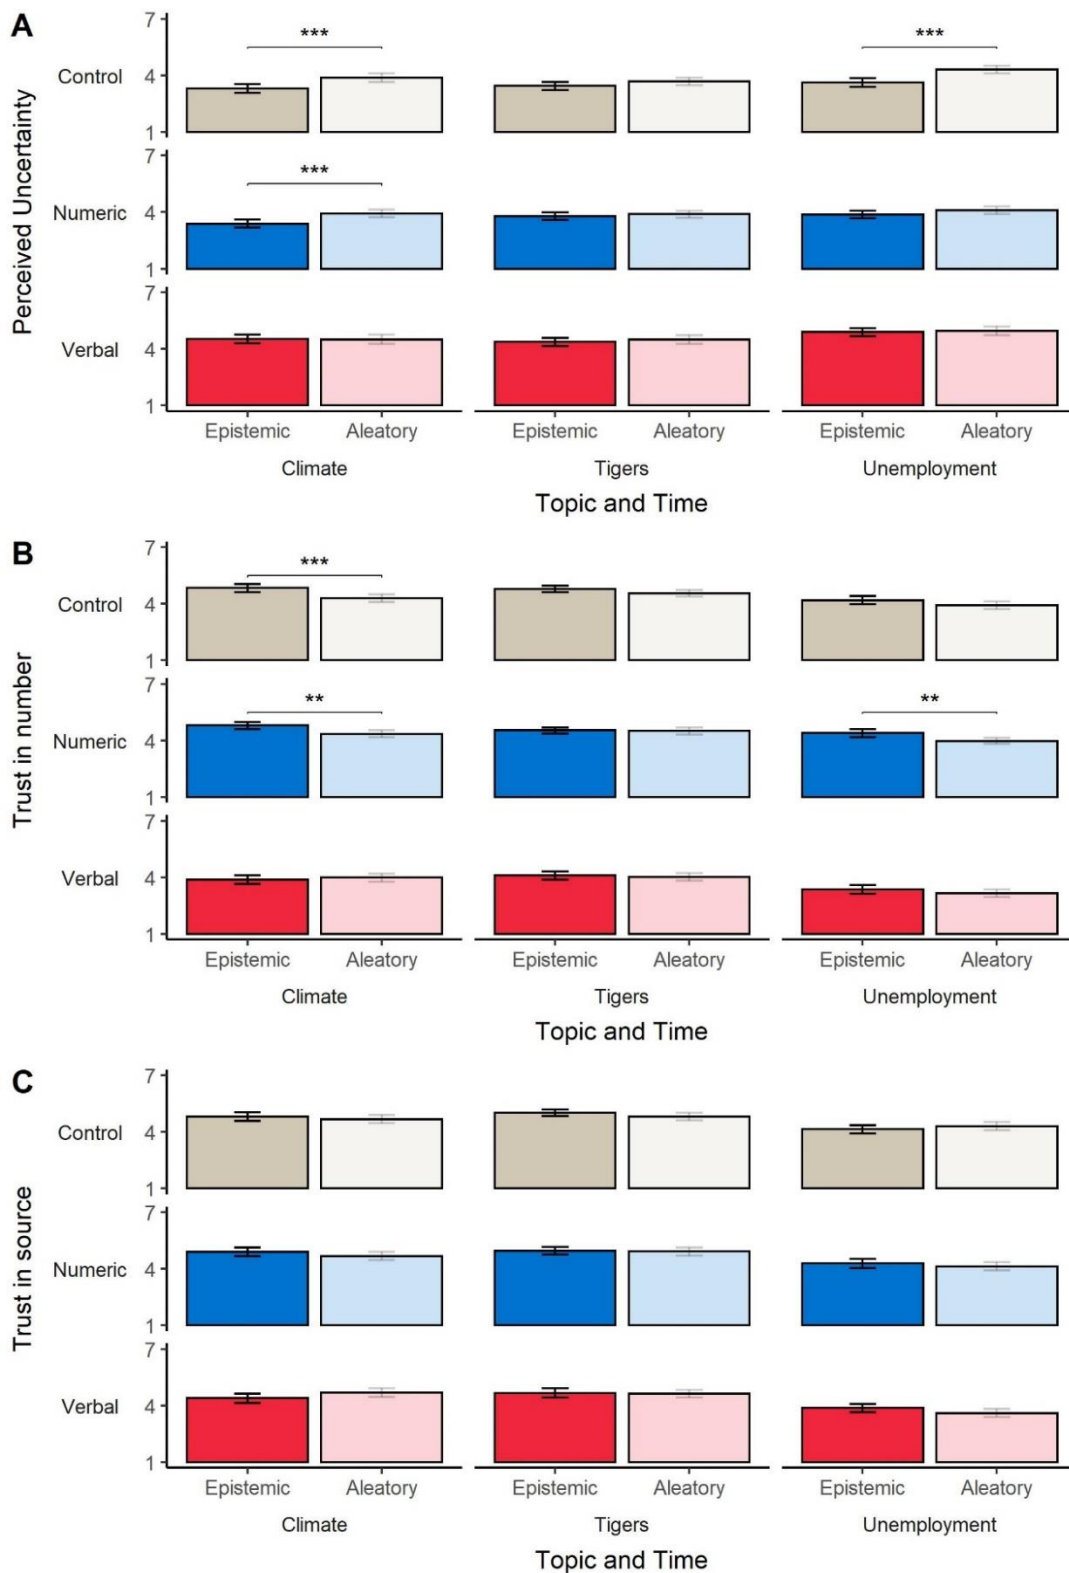 A
Perceived Uncertainty
7
***
***
Control
4
1
7
***
Numeric
4
1
7
Verbal
4
1
Epistemic Aleatory Epistemic Aleatory Epistemic Aleatory
Climate Tigers Unemployment
Topic and Time
B
Trust in number
7
***
Control
4
1
7
**
**
Numeric
4
1
7
Verbal
4
1
Epistemic Aleatory Epistemic Aleatory Epistemic Aleatory
Climate Tigers Unemployment
Topic and Time
C
Trust in source
7
Control
4
1
7
Numeric
4
1
7
Verbal
4
1
Epistemic Aleatory Epistemic Aleatory Epistemic Aleatory
Climate Tigers Unemployment
Topic and Time